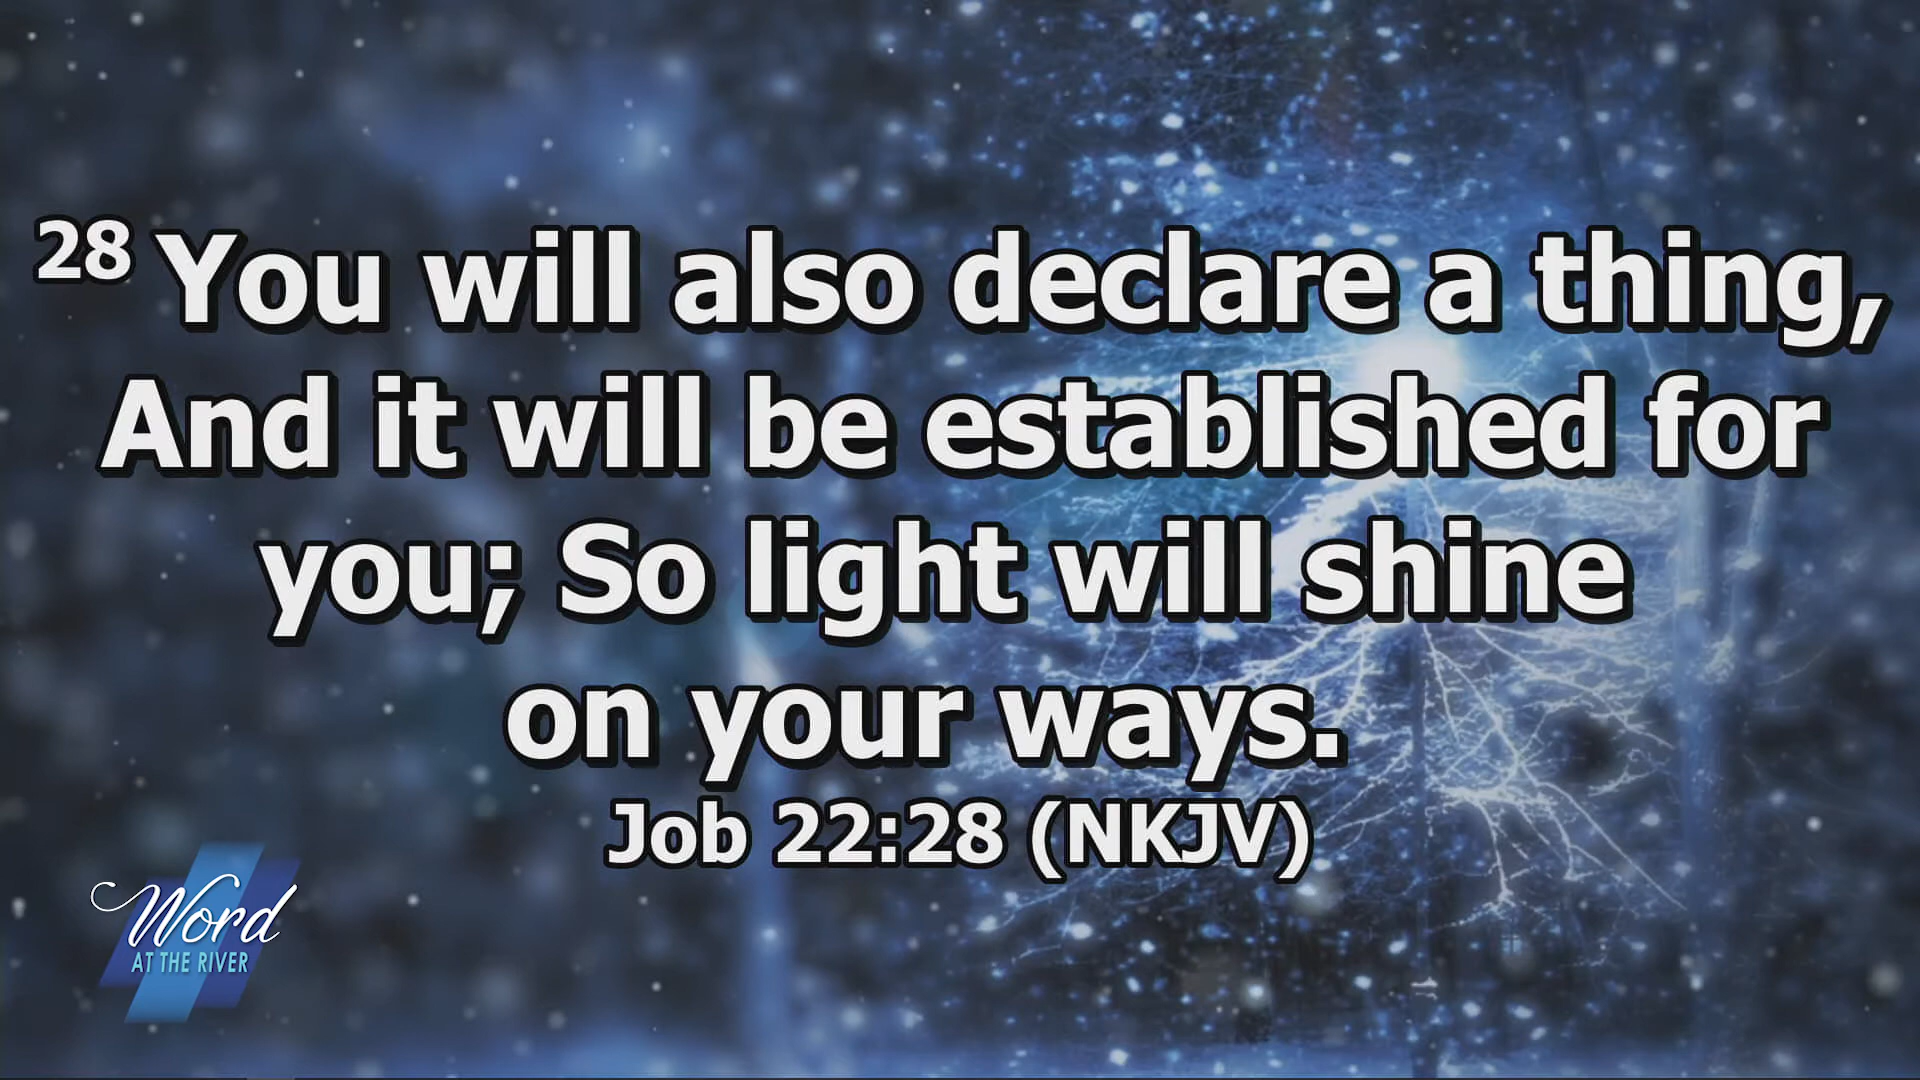 28 You will also declare a thing,
And it will be established for
you; So light will shine
on your ways.
Job 22:28 (NKJV)
Word
AT THE RIVER